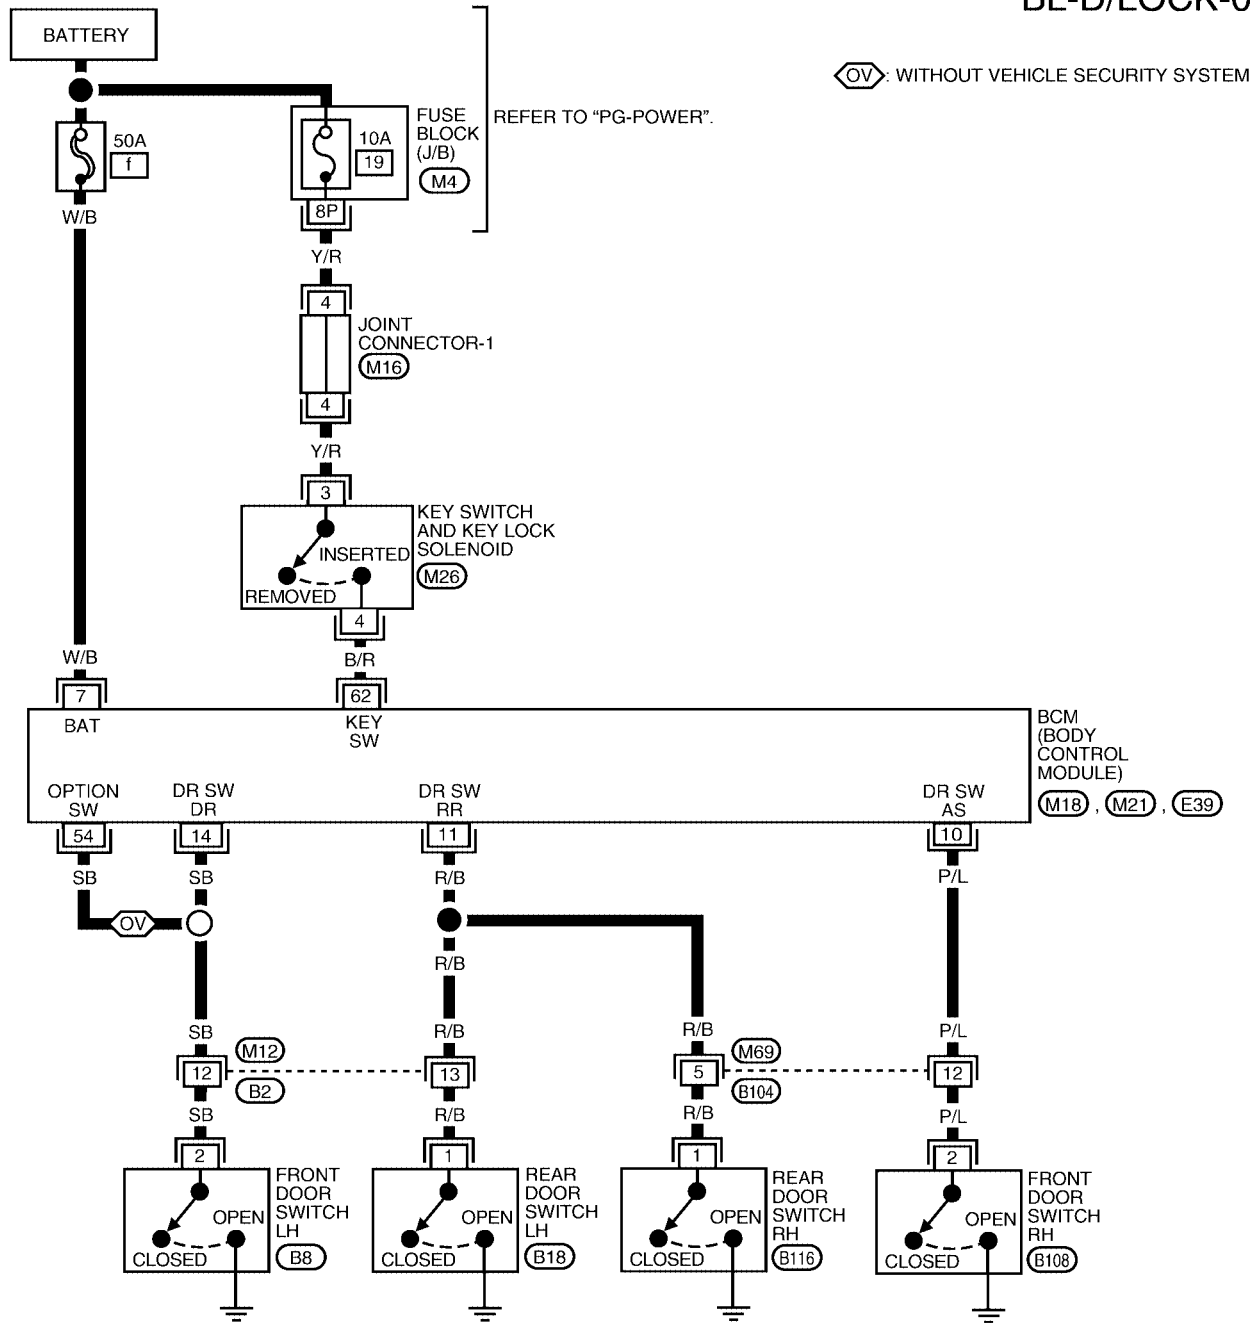 BATTERY
50A
f
W/B
10A
19
FUSE
BLOCK
(J/B)
M4
REFER TO “PG-POWER”.
OV : WITHOUT VEHICLE SECURITY SYSTEM
8P
Y/R
4
JOINT
CONNECTOR-1
M16
4
Y/R
3
KEY SWITCH
AND KEY LOCK
SOLENOID
M26
INSERTED
REMOVED
4
W/B
B/R
7
62
BAT
KEY
SW
BCM
(BODY
CONTROL
MODULE)
M18 , M21 , E39
OPTION
SW
DR SW
DR
DR SW
RR
DR SW
AS
54
14
11
10
SB
SB
R/B
P/L
OV
R/B
SB
R/B
R/B
P/L
M12
M69
12
13
5
12
B2
B104
SB
R/B
R/B
P/L
2
1
1
2
FRONT
DOOR
SWITCH
LH
B8
OPEN
CLOSED
REAR
DOOR
SWITCH
LH
B18
OPEN
CLOSED
REAR
DOOR
SWITCH
RH
B116
OPEN
CLOSED
FRONT
DOOR
SWITCH
RH
B108
OPEN
CLOSED